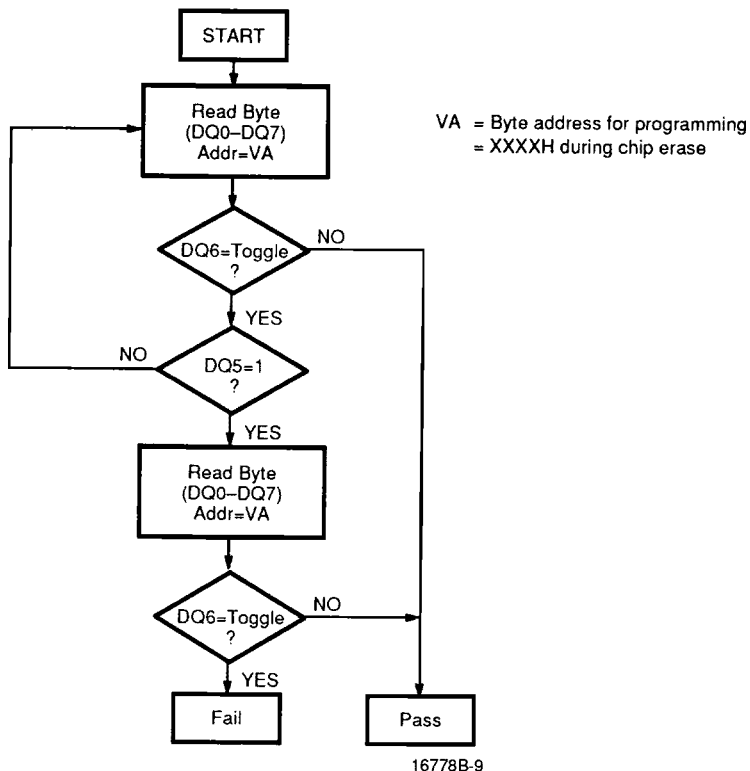 START
Read Byte
(DQ0–DQ7)
Addr=VA
VA = Byte address for programming
= XXXXH during chip erase
DQ6=Toggle
?
NO
YES
DQ5=1
?
NO
YES
Read Byte
(DQ0–DQ7)
Addr=VA
DQ6=Toggle
?
NO
YES
Fail
Pass
16778B-9